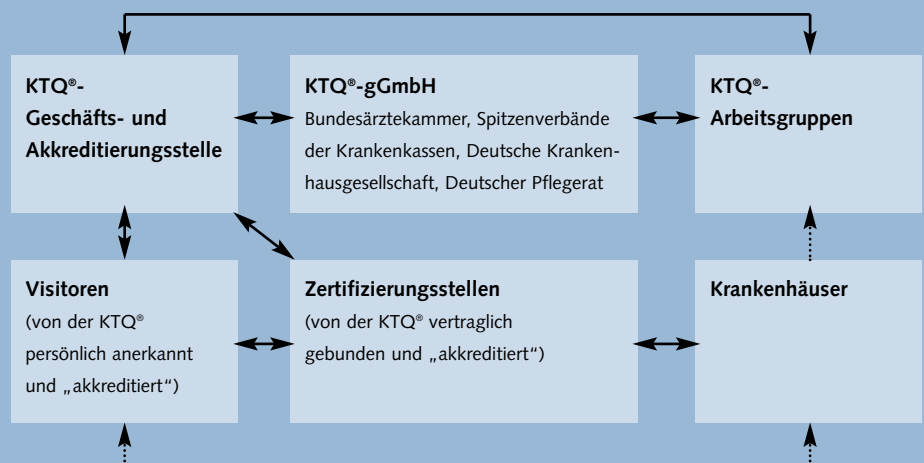 KTQ®-
Geschäfts- und
Akkreditierungsstelle
KTQ®-gGmbH
Bundesärztekammer, Spitzenverbände
der Krankenkassen, Deutsche Kranken-
hausgesellschaft, Deutscher Pflegerat
KTQ®-
Arbeitsgruppen
Visitoren
(von der KTQ®
persönlich anerkannt
und „akkreditiert“)
Zertifizierungsstellen
(von der KTQ® vertraglich
gebunden und „akkreditiert“)
Krankenhäuser